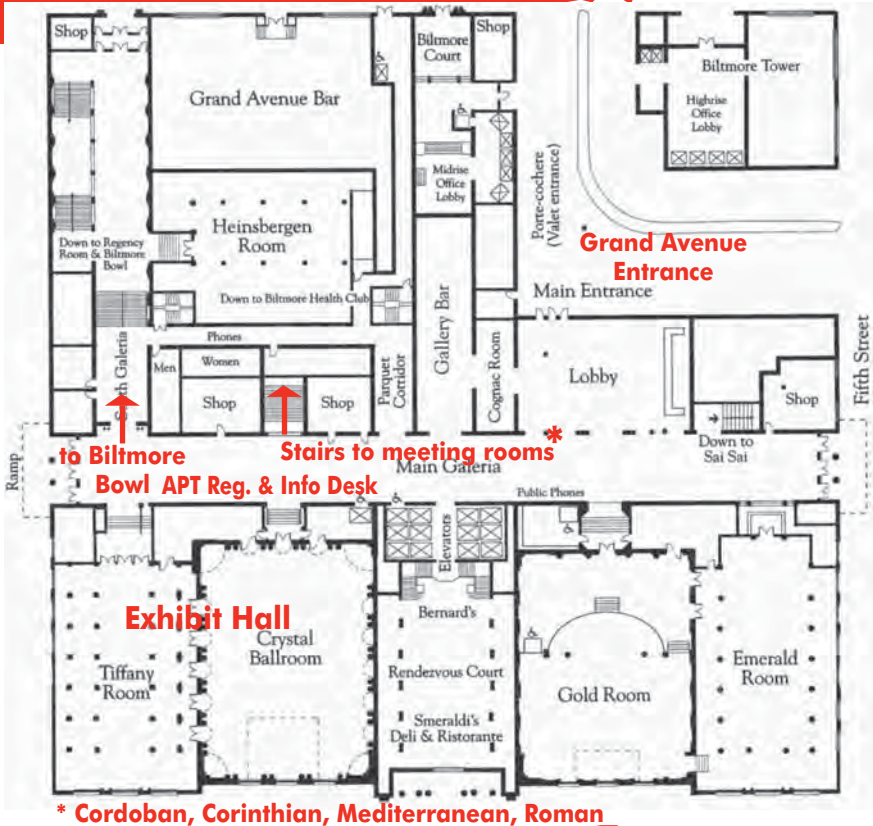 Shop
Grand Avenue Bar
Biltmore
Court
Shop
Biltmore Tower
Highrise
Office
Lobby
Midrise
Office
Lobby
Porte-cochere
(Valet entrance)
Grand Avenue
Entrance
Heinsbergen
Room
Down to Regency
Room & Biltmore
Bowl
Down to Biltmore Health Club
Main Entrance
Phones
Galeria
Men
Women
Shop
Shop
Parquet
Corridor
Gallery Bar
Cognac Room
Lobby
Shop
Fifth Street
Down to
Sai Sai
Ramp
to Biltmore
Bowl
Stairs to meeting rooms*
APT Reg. & Info Desk
Main Galeria
Public Phones
Elevators
Exhibit Hall
Tiffany
Room
Crystal
Ballroom
Bernard's
Rendezvous Court
Smeraldi's
Deli & Ristorante
Gold Room
Emerald
Room
* Cordoban, Corinthian, Mediterranean, Roman